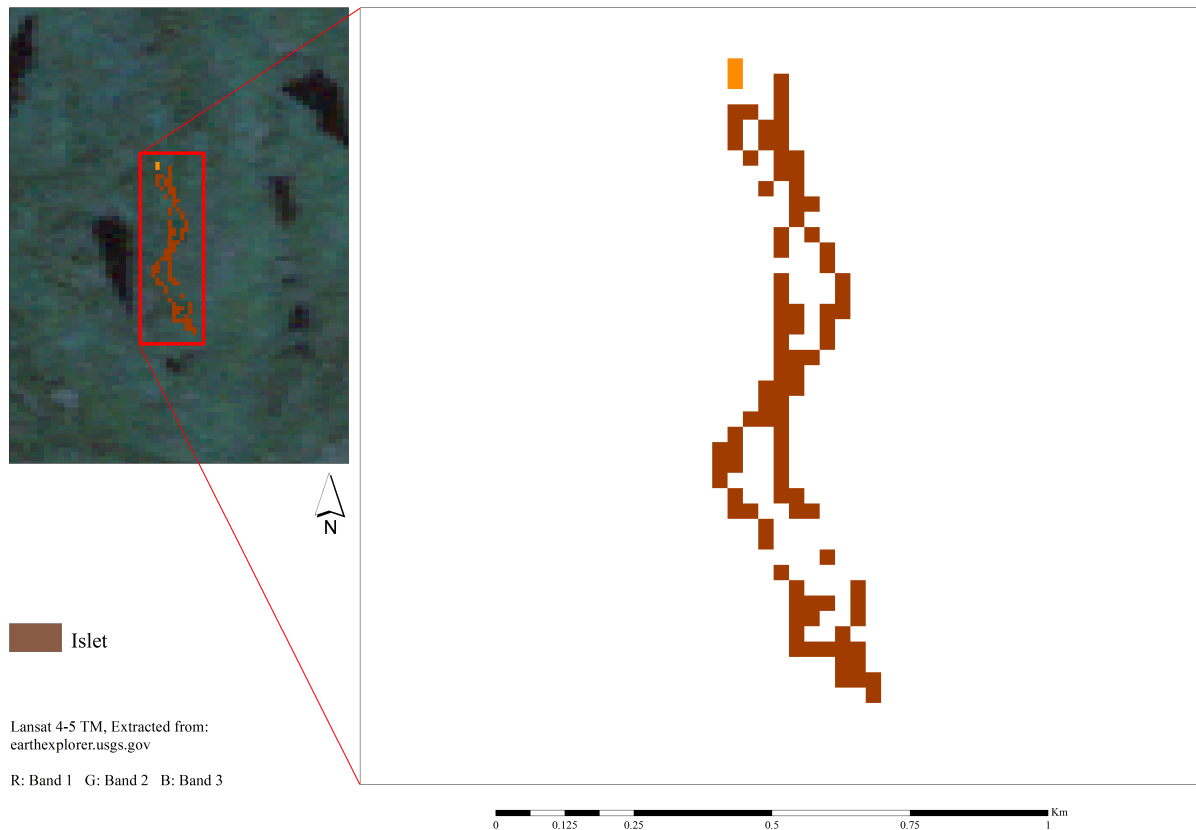 N
Islet
Lansat 4-5 TM, Extracted from:
earthexplorer.usgs.gov
R: Band 1 G: Band 2 B: Band 3
Km
0 0.125 0.25 0.5 0.75 1